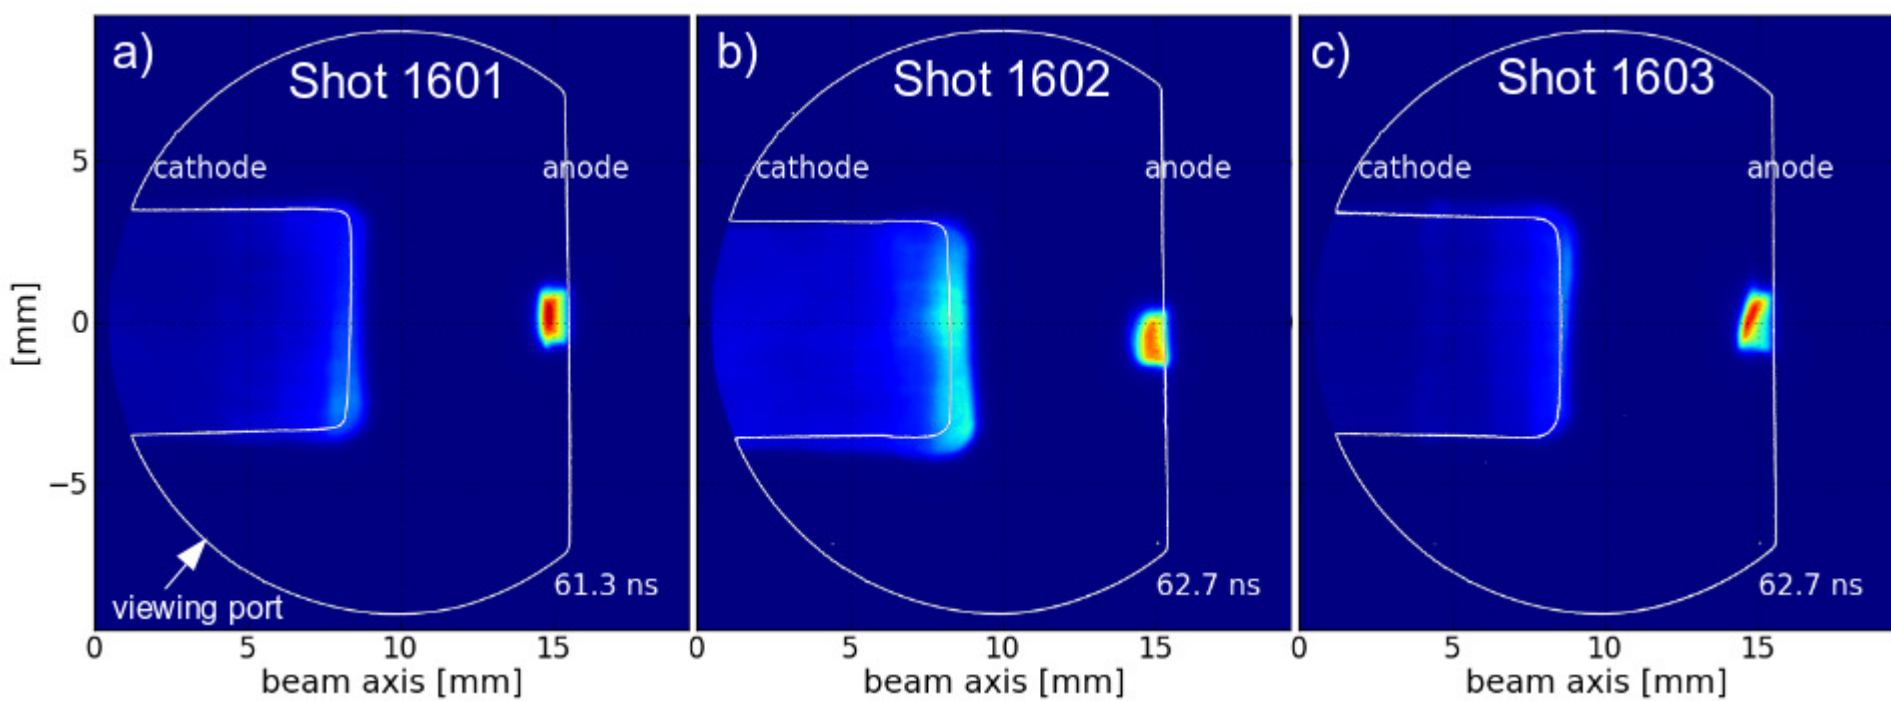 a)
Shot 1601
cathode
anode
viewing port
61.3 ns
b)
Shot 1602
cathode
anode
62.7 ns
c)
Shot 1603
cathode
anode
62.7 ns
5
0
−5
[mm]
0 5 10 15
beam axis [mm]
0 5 10 15
beam axis [mm]
0 5 10 15
beam axis [mm]